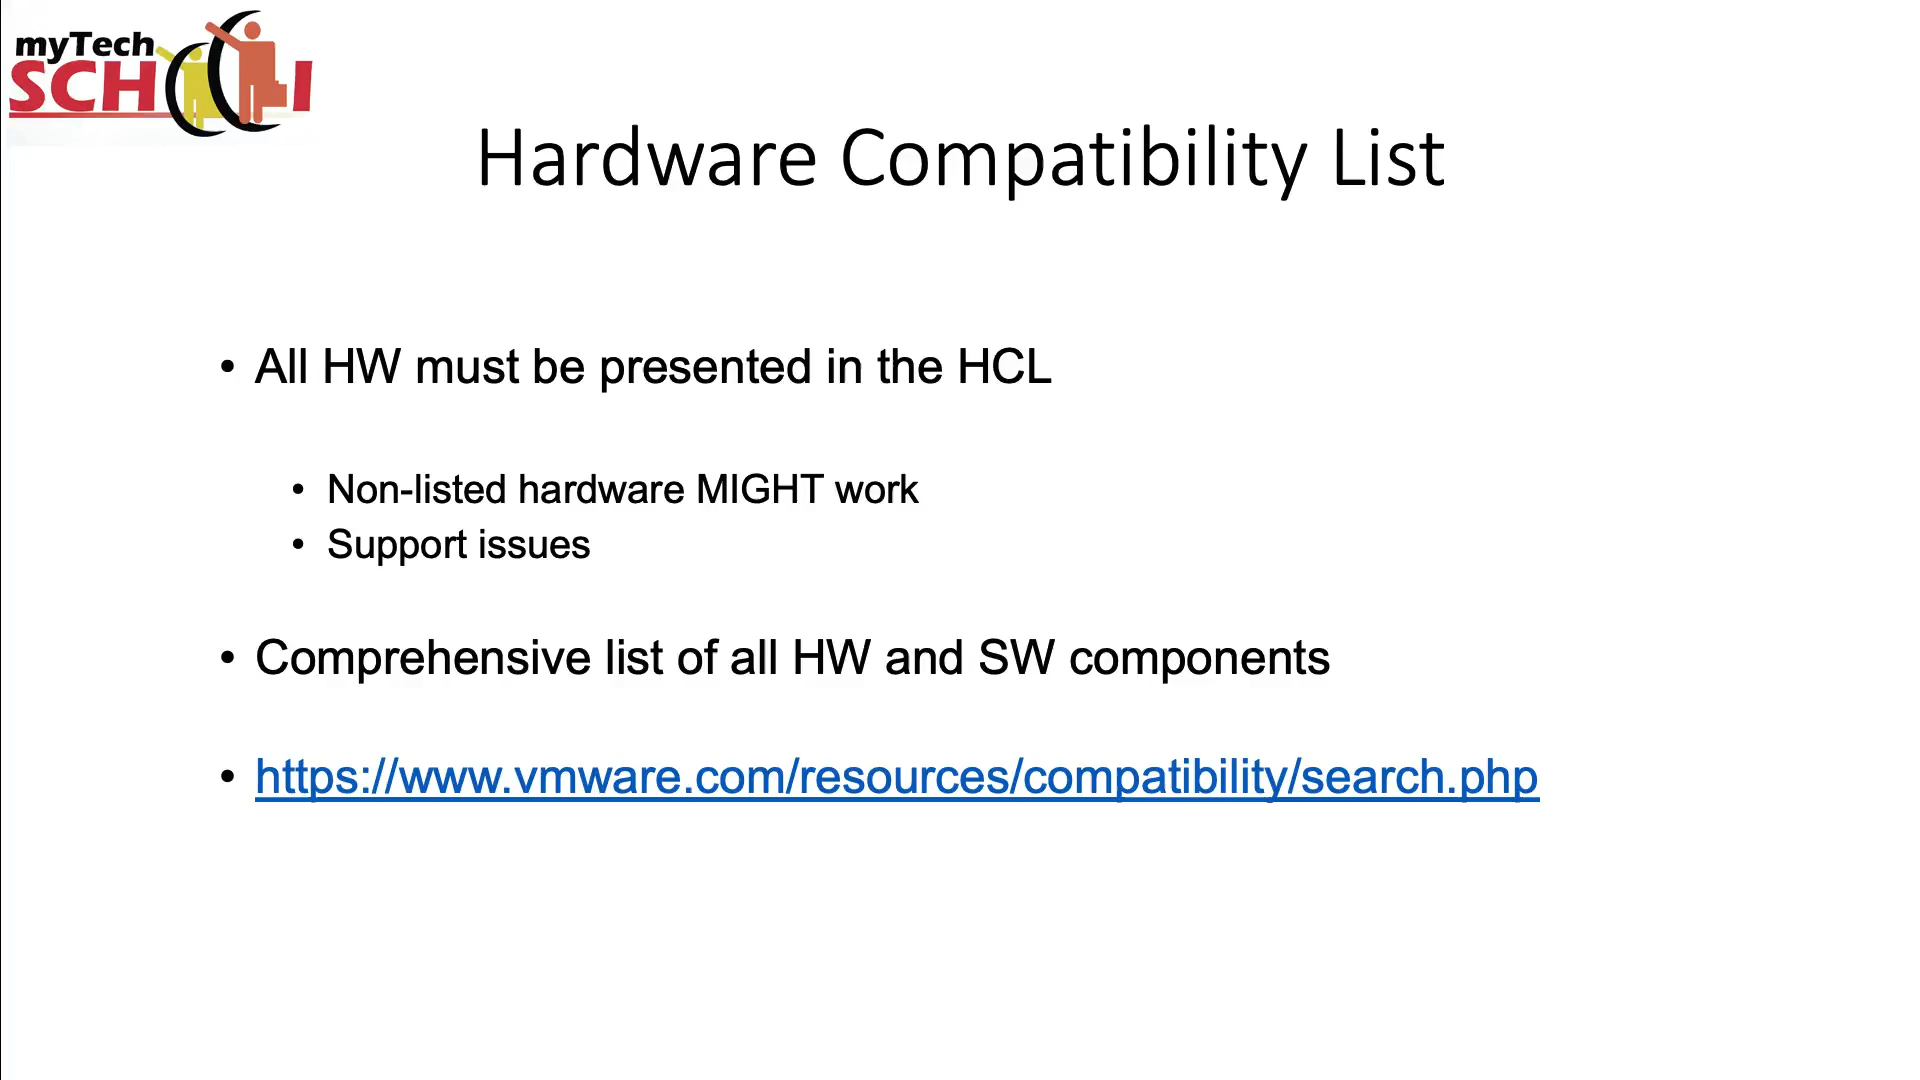 myTech
SCHOOL
Hardware Compatibility List
• All HW must be presented in the HCL
• Non-listed hardware MIGHT work
• Support issues
• Comprehensive list of all HW and SW components
• https://www.vmware.com/resources/compatibility/search.php